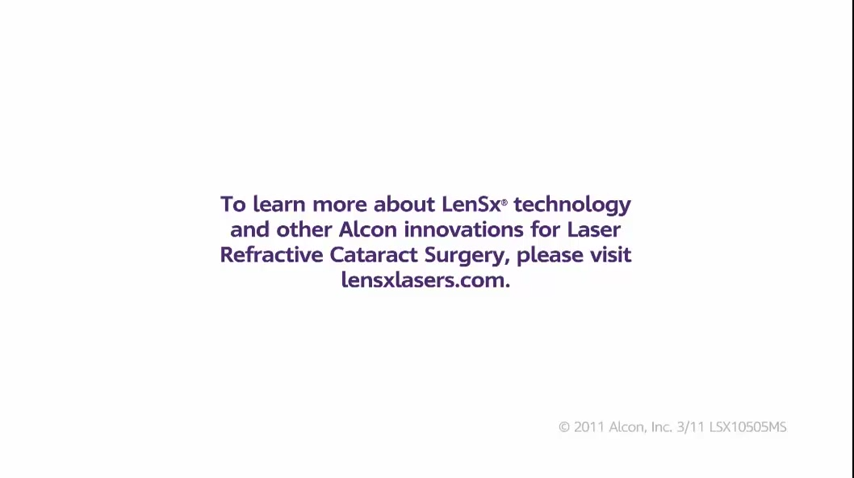 To learn more about LenSx® technology
and other Alcon innovations for Laser
Refractive Cataract Surgery, please visit
lensxlasers.com.
© 2011 Alcon, Inc. 3/11 LSX10505MS